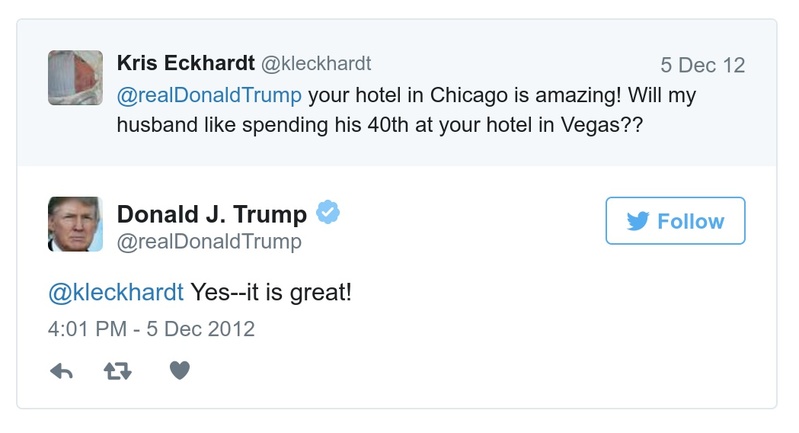 Kris Eckhardt @kleckhardt 5 Dec 12
@realDonaldTrump your hotel in Chicago is amazing! Will my
husband like spending his 40th at your hotel in Vegas??
Donald J. Trump
@realDonaldTrump
Follow
@kleckhardt Yes--it is great!
4:01 PM - 5 Dec 2012